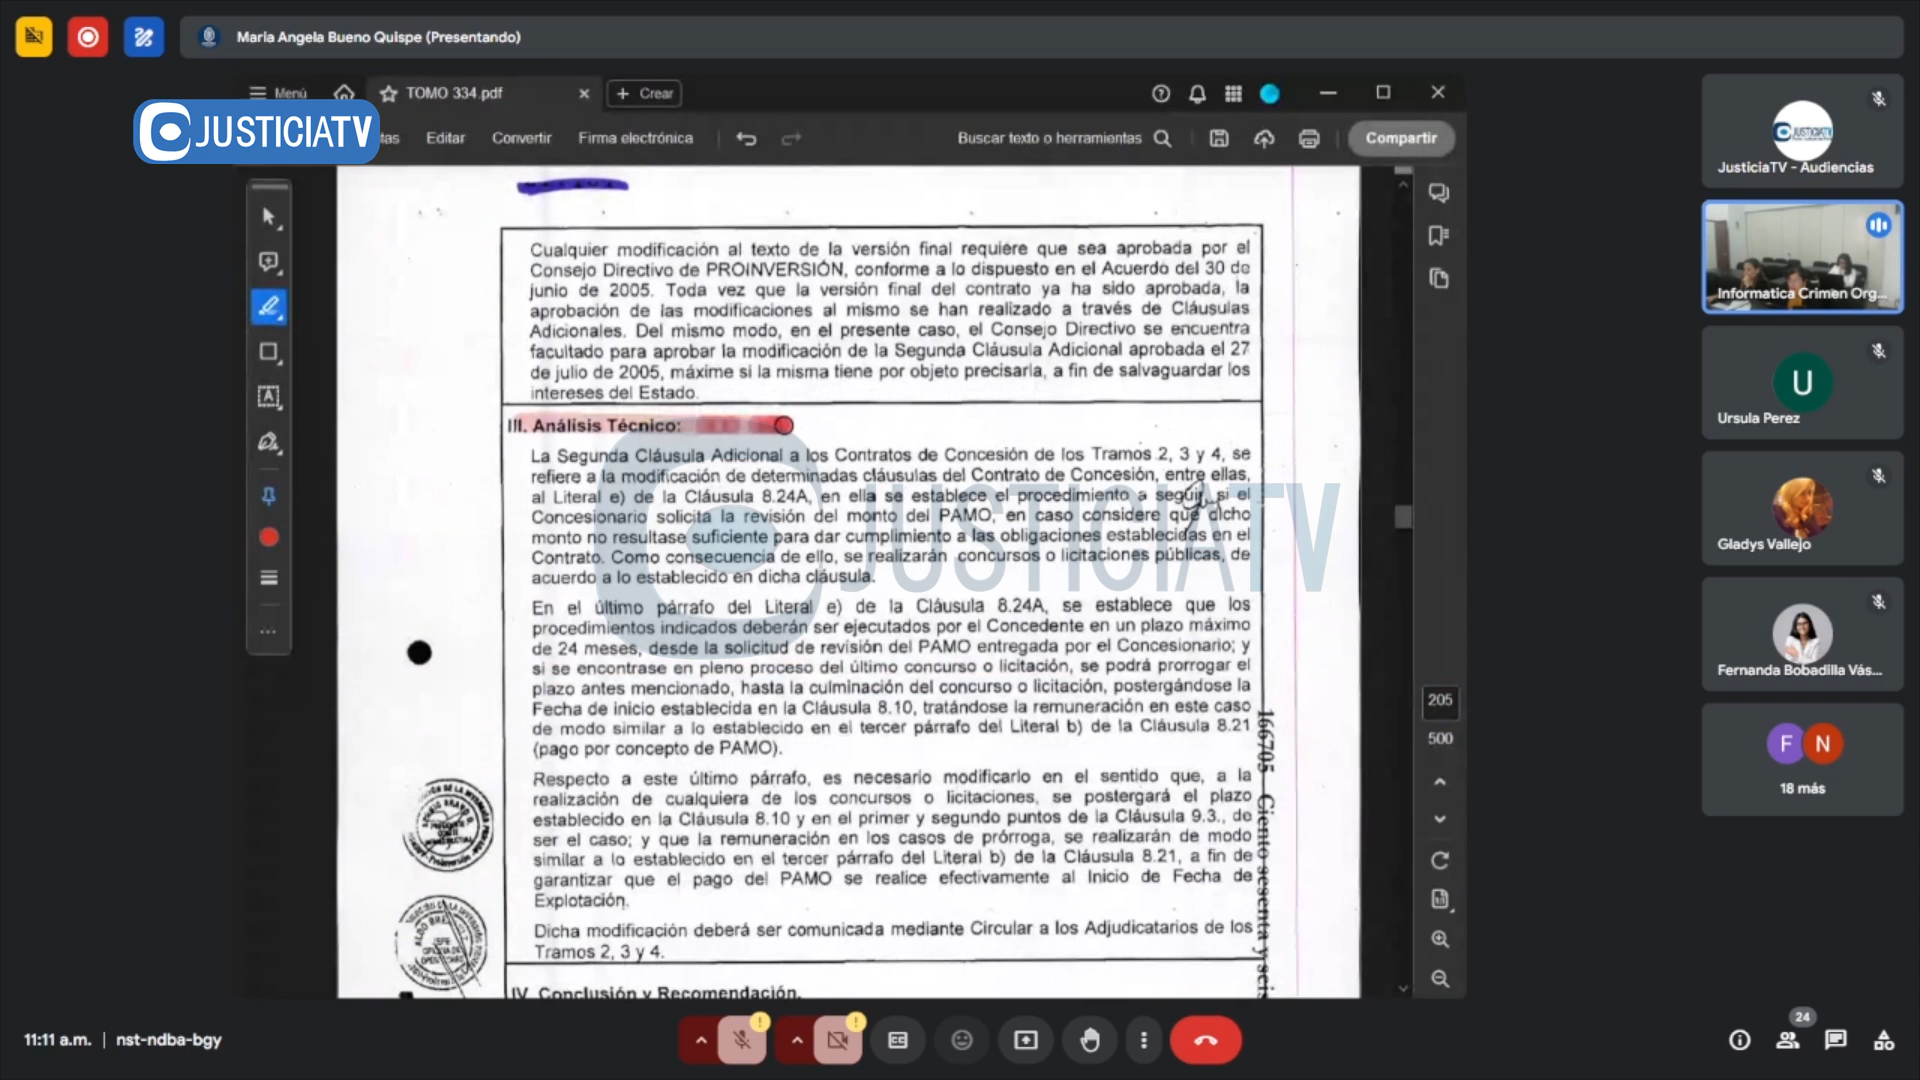 Maria Angela Bueno Quispe (Presentando)
Menú
TOMO 334.pdf
Crear
JUSTICIATV
Editar
Convertir
Firma electrónica
Buscar texto o herramientas
Compartir
Cualquier modificación al texto de la versión final requiere que sea aprobada por el
Consejo Directivo de PROINVERSIÓN, conforme a lo dispuesto en el Acuerdo del 30 de
junio de 2005. Toda vez que la versión final del contrato ya ha sido aprobada, la
aprobación de las modificaciones al mismo se han realizado a través de Cláusulas
Adicionales. Del mismo modo, en el presente caso, el Consejo Directivo se encuentra
facultado para aprobar la modificación de la Segunda Cláusula Adicional aprobada el 27
de julio de 2005, máxime si la misma tiene por objeto precisarla, a fin de salvaguardar los
intereses del Estado.
III. Análisis Técnico:
La Segunda Cláusula Adicional a los Contratos de Concesión de los Tramos 2, 3 y 4, se
refiere a la modificación de determinadas cláusulas del Contrato de Concesión, entre ellas,
al Literal e) de la Cláusula 8.24A, en ella se establece el procedimiento a seguir si el
Concesionario solicita la revisión del monto del PAMO, en caso considere que dicho
monto no resultase suficiente para dar cumplimiento a las obligaciones establecidas en el
Contrato. Como consecuencia de ello, se realizarán concursos o licitaciones públicas, de
acuerdo a lo establecido en dicha cláusula.
En el último párrafo del Literal e) de la Cláusula 8.24A, se establece que los
procedimientos indicados deberán ser ejecutados por el Concedente en un plazo máximo
de 24 meses, desde la solicitud de revisión del PAMO entregada por el Concesionario; y
si se encontrase en pleno proceso del último concurso o licitación, se podrá prorrogar el
plazo antes mencionado, hasta la culminación del concurso o licitación, postergándose la
Fecha de inicio establecida en la Cláusula 8.10, tratándose la remuneración en este caso
de modo similar a lo establecido en el tercer párrafo del Literal b) de la Cláusula 8.21
(pago por concepto de PAMO).
Respecto a este último párrafo, es necesario modificarlo en el sentido que, a la
realización de cualquiera de los concursos o licitaciones, se postergará el plazo
establecido en la Cláusula 8.10 y en el primer y segundo puntos de la Cláusula 9.3., de
ser el caso; y que la remuneración en los casos de prórroga, se realizarán de modo
similar a lo establecido en el tercer párrafo del Literal b) de la Cláusula 8.21, a fin de
garantizar que el pago del PAMO se realice efectivamente al Inicio de Fecha de
Explotación.
Dicha modificación deberá ser comunicada mediante Circular a los Adjudicatarios de los
Tramos 2, 3 y 4.
IV. Conclusión y Recomendación.
166705 Ciento sesenta y seis
JUSTICIATV
205
500
JUSTICIATV
JusticiaTV - Audiencias
Informatica Crimen Org...
U
Ursula Perez
Gladys Vallejo
Fernanda Bobadilla Vás...
F N
18 más
11:11 a.m. | nst-ndba-bgy
24